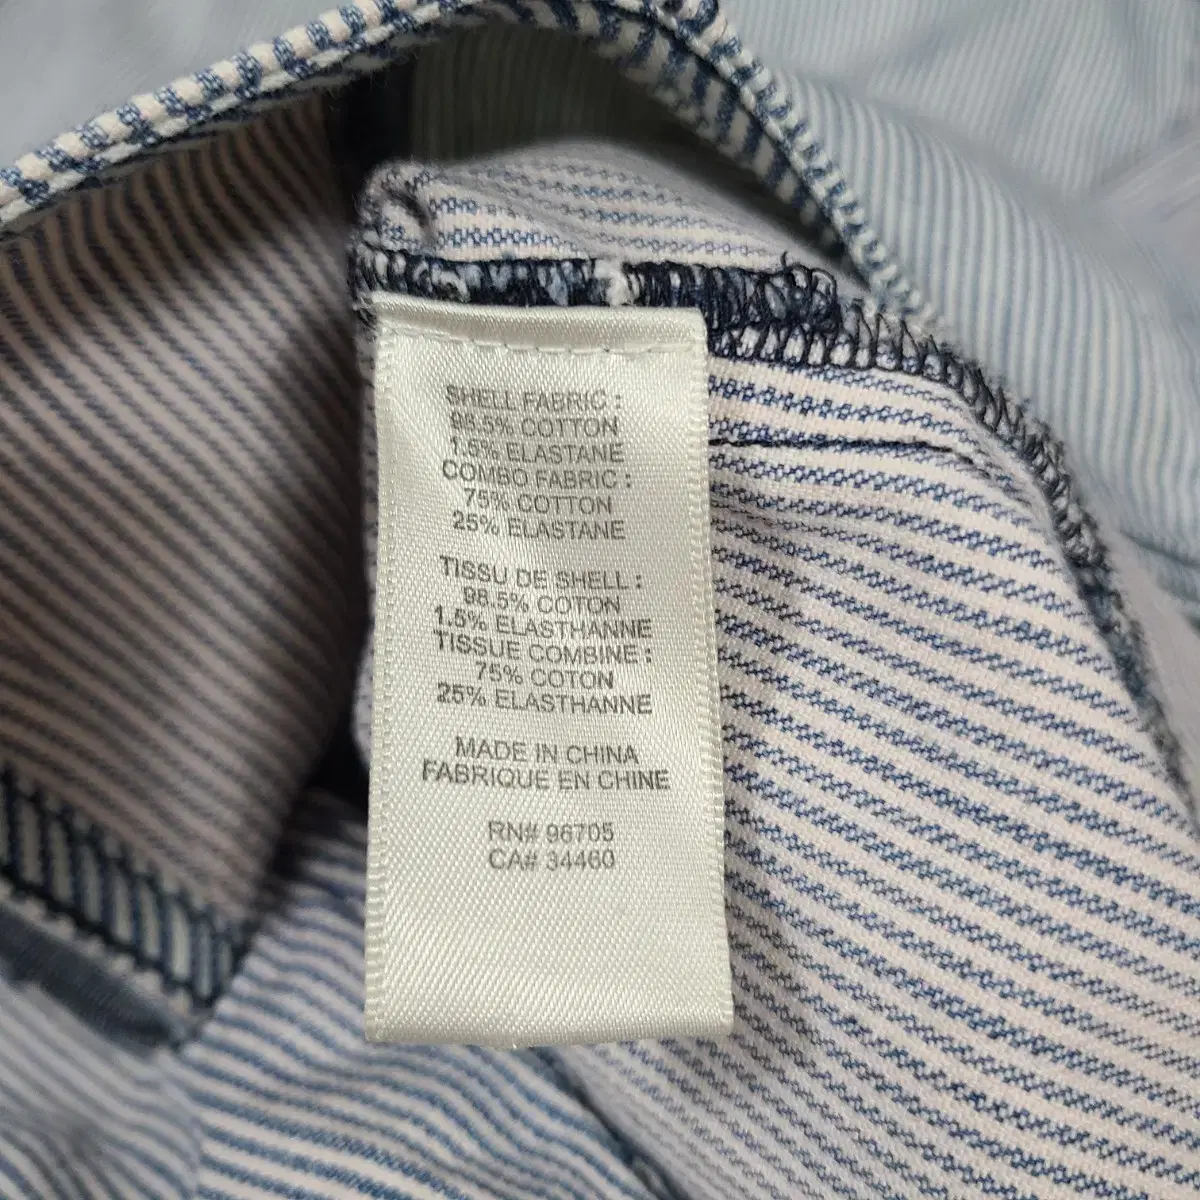 SHELL FABRIC :
98.5% COTTON
1.5% ELASTANE
COMBO FABRIC :
75% COTTON
25% ELASTANE
TISSU DE SHELL :
98.5% COTON
1.5% ELASTHANNE
TISSUE COMBINE :
75% COTON
25% ELASTHANNE
MADE IN CHINA
FABRIQUE EN CHINE
RN# 96705
CA# 34460